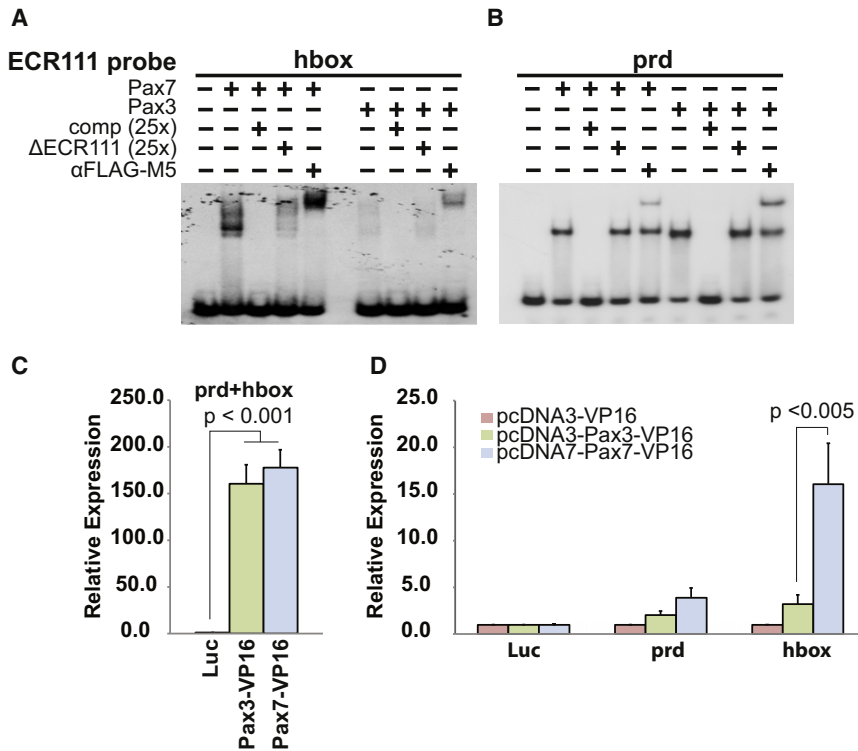 A
ECR111 probe
hbox
Pax7 − + + + +
Pax3 + + + +
comp (25x) − − + − − − + − −
ΔECR111 (25x) − − − + − − − + −
αFLAG-M5 − − − − + − − − +
B
prd
− + + + + − − − −
− − − − − + + + +
− − + − − − + − −
− − − + − − − + −
− − − − + − − − +
C
prd+hbox
p < 0.001
Relative Expression
250.0
200.0
150.0
100.0
50.0
0.0
Luc
Pax3-VP16
Pax7-VP16
D
Relative Expression
25.0
20.0
15.0
10.0
5.0
0.0
pcDNA3-VP16
pcDNA3-Pax3-VP16
pcDNA7-Pax7-VP16
p <0.005
Luc
prd
hbox